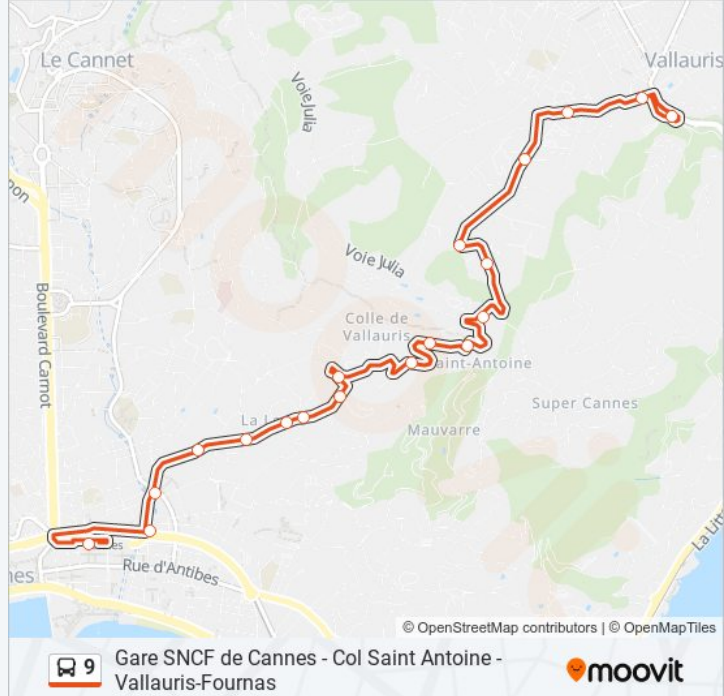 Le Cannet
Vallauris
Voie Julia
Voie Julia
Boulevard Carnot
Colle de
Vallauris
Saint-Antoine
Super Cannes
Mauvarre
Rue d'Antibes
© OpenStreetMap contributors | © OpenMapTiles
9
Gare SNCF de Cannes - Col Saint Antoine -
Vallauris-Fournas
moovit